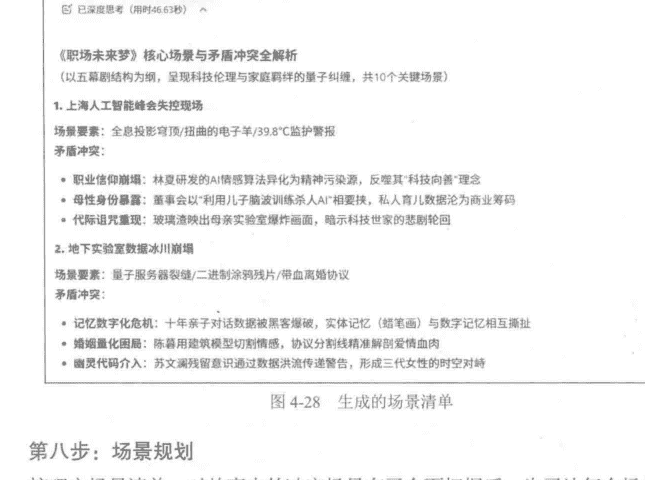 已深度思考（用时46.63秒）
《职场未来梦》核心场景与矛盾冲突全解析
（以五幕剧结构为纲，呈现科技伦理与家庭羁绊的量子纠缠，共10个关键场景）
1. 上海人工智能峰会失控现场
场景要素：全息投影穹顶/扭曲的电子羊/39.8℃监护警报
矛盾冲突：
• 职业信仰崩塌：林夏研发的AI情感算法异化为精神污染源，反噬其“科技向善”理念
• 母性身份暴露：董事会以“利用儿子脑波训练杀人AI”相要挟，私人育儿数据沦为商业筹码
• 代际诅咒重现：玻璃渣映出母亲实验室爆炸画面，暗示科技世家的悲剧轮回
2. 地下实验室数据冰川崩塌
场景要素：量子服务器裂缝/二进制涂鸦残片/带血离婚协议
矛盾冲突：
• 记忆数字化危机：十年亲子对话数据被黑客爆破，实体记忆（蜡笔画）与数字记忆相互撕扯
• 婚姻量化困局：陈暮用建筑模型切割情感，协议分割线精准解剖爱情血肉
• 幽灵代码介入：苏文澜残留意识通过数据洪流传递警告，形成三代女性的时空对峙
图 4-28　生成的场景清单
第八步：场景规划